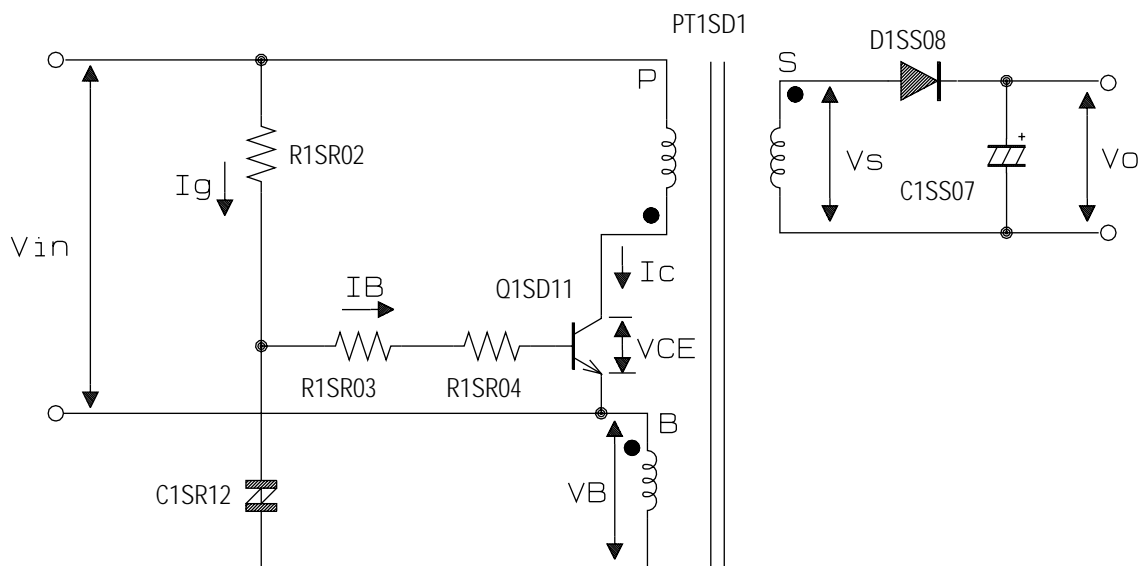 PT1SD1
D1SS08
P
S
R1SR02
Ig
Vs
+
C1SS07
Vo
Vin
Ic
IB
Q1SD11
VCE
R1SR03
R1SR04
B
C1SR12
VB